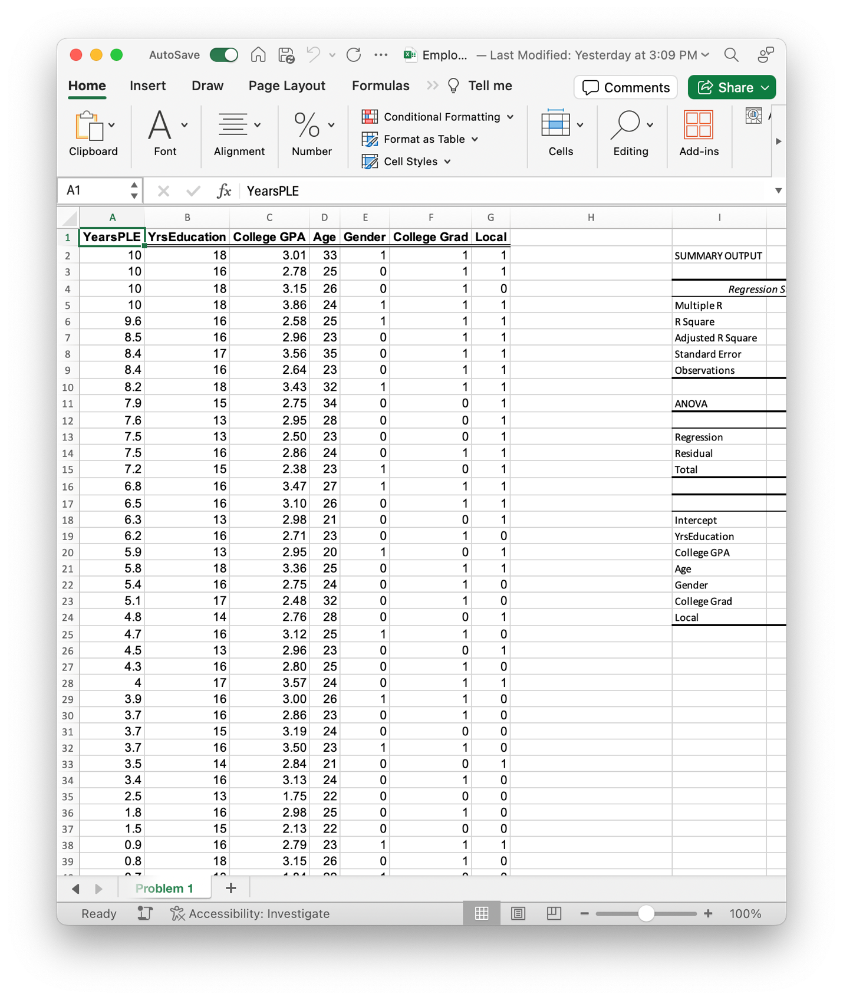 AutoSave Emplo... — Last Modified: Yesterday at 3:09 PM
Home Insert Draw Page Layout Formulas Tell me Comments Share
Conditional Formatting
Format as Table
Cell Styles
Clipboard Font Alignment Number Cells Editing Add-ins
A1 fx YearsPLE
A B C D E F G H I
1 YearsPLE YrsEducation College GPA Age Gender College Grad Local
2 10 18 3.01 33 1 1 1 SUMMARY OUTPUT
3 10 16 2.78 25 0 1 1
4 10 18 3.15 26 0 1 0 Regression
5 10 18 3.86 24 1 1 1 Multiple R
6 9.6 16 2.58 25 1 1 1 R Square
7 8.5 16 2.96 23 0 1 1 Adjusted R Square
8 8.4 17 3.56 35 0 1 1 Standard Error
9 8.4 16 2.64 23 0 1 1 Observations
10 8.2 18 3.43 32 1 1 1
11 7.9 15 2.75 34 0 0 1 ANOVA
12 7.6 13 2.95 28 0 0 1
13 7.5 13 2.50 23 0 0 1 Regression
14 7.5 16 2.86 24 0 1 1 Residual
15 7.2 15 2.38 23 1 0 1 Total
16 6.8 16 3.47 27 1 1 1
17 6.5 16 3.10 26 0 1 1
18 6.3 13 2.98 21 0 0 1 Intercept
19 6.2 16 2.71 23 0 1 0 YrsEducation
20 5.9 13 2.95 20 1 0 1 College GPA
21 5.8 18 3.36 25 0 1 1 Age
22 5.4 16 2.75 24 0 1 0 Gender
23 5.1 17 2.48 32 0 1 0 College Grad
24 4.8 14 2.76 28 0 0 1 Local
25 4.7 16 3.12 25 1 1 0
26 4.5 13 2.96 23 0 0 1
27 4.3 16 2.80 25 0 1 0
28 4 17 3.57 24 0 1 1
29 3.9 16 3.00 26 1 1 0
30 3.7 16 2.86 23 0 1 0
31 3.7 15 3.19 24 0 0 0
32 3.7 16 3.50 23 1 1 0
33 3.5 14 2.84 21 0 0 1
34 3.4 16 3.13 24 0 1 0
35 2.5 13 1.75 22 0 0 0
36 1.8 16 2.98 25 0 1 0
37 1.5 15 2.13 22 0 0 0
38 0.9 16 2.79 23 1 1 1
39 0.8 18 3.15 26 0 1 0
Problem 1
Ready Accessibility: Investigate 100%